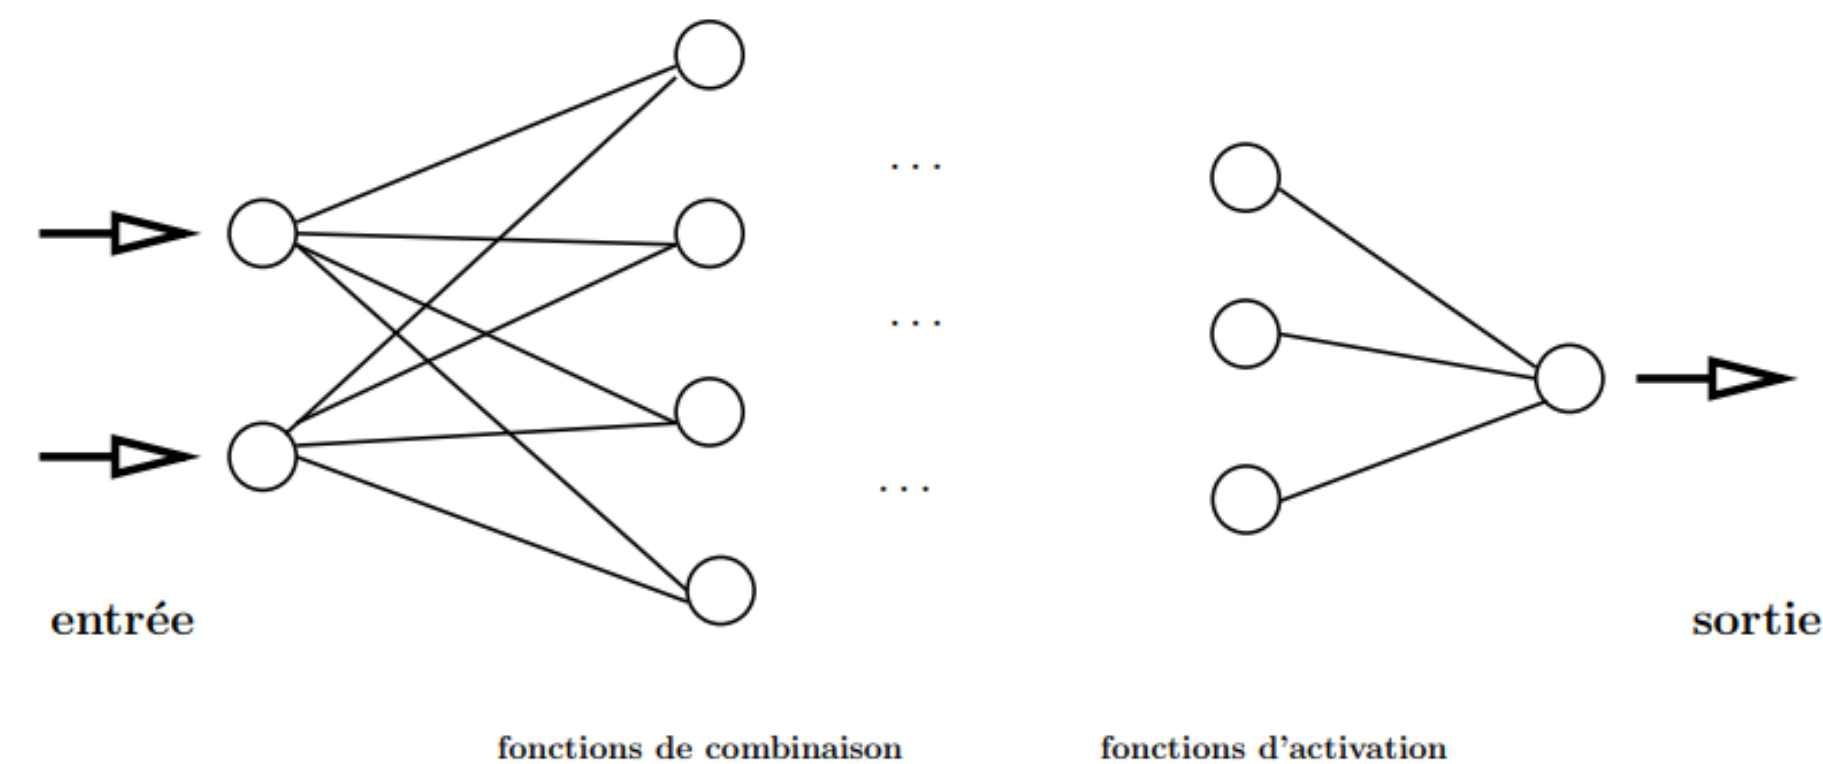 . . .
. . .
. . .
entrée
sortie
fonctions de combinaison
fonctions d'activation